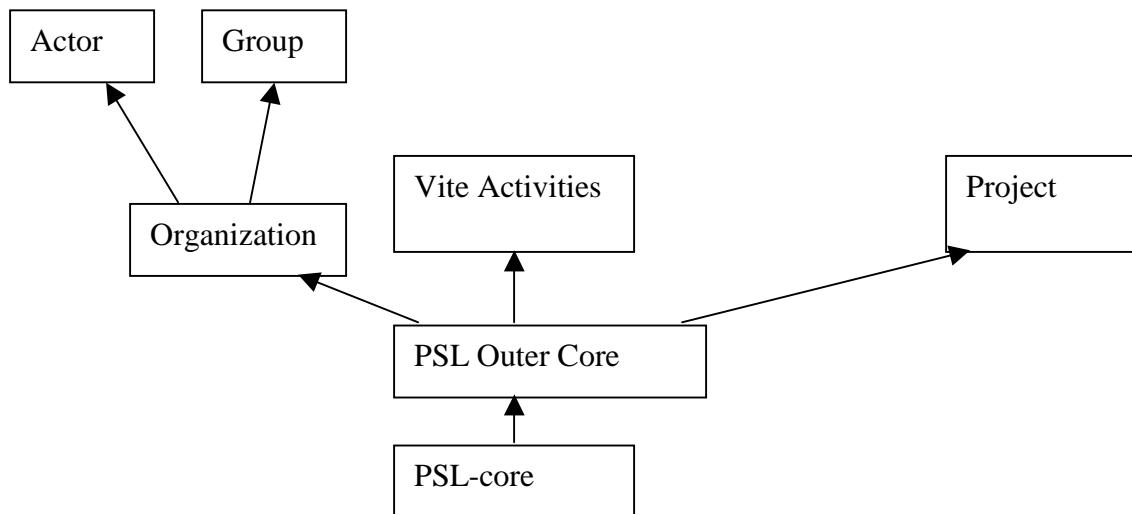 Actor
Group
Vite Activities
Project
Organization
PSL Outer Core
PSL-core